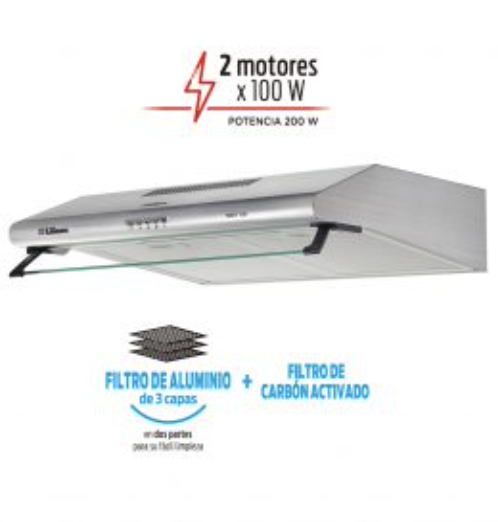 2 motores
x 100 W
POTENCIA 200 W
FILTRO DE ALUMINIO
de 3 capas
en dos partes
para su fácil limpieza
+
FILTRO DE
CARBÓN ACTIVADO